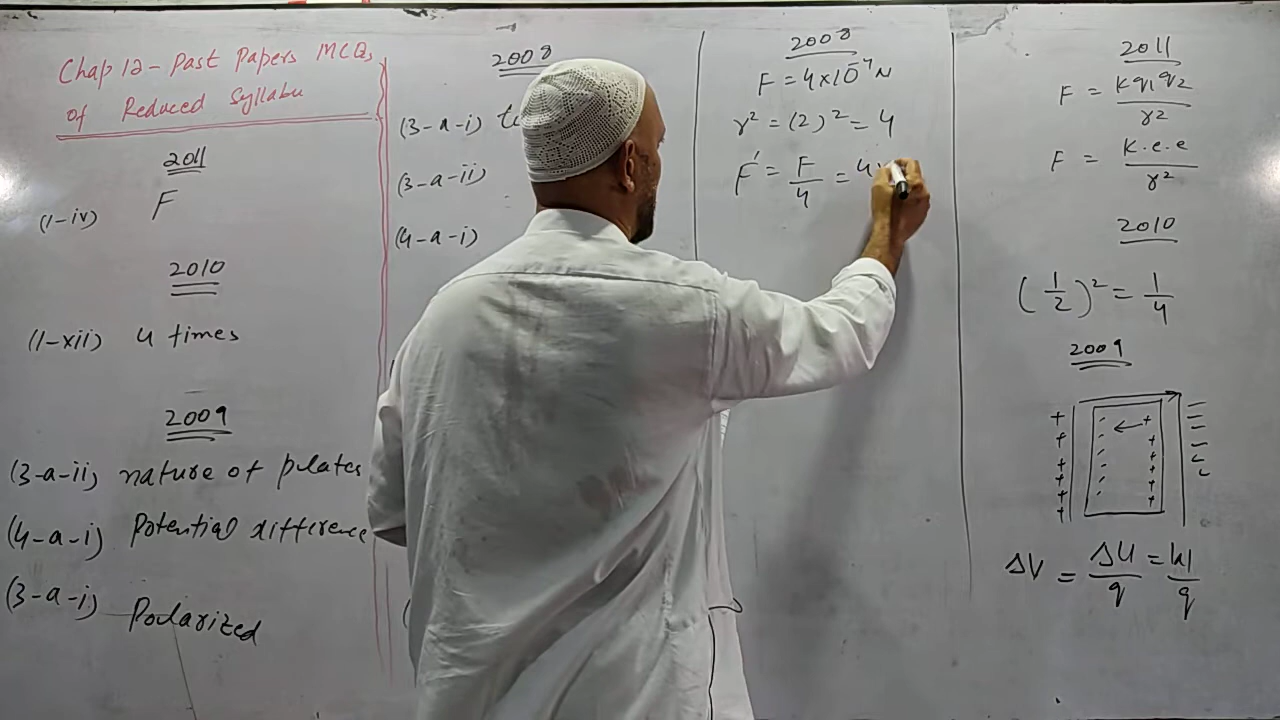 Chap 12 - Past Papers MCQs
of Reduced Syllabu
2011
(1-iv) F
2010
(1-xii) 4 times
2009
(3-a-ii) nature of plates
(4-a-i) Potential difference
(3-a-i) Polarized
2008
(3-a-i)
(3-a-ii)
(4-a-i)
2008
F = 4×10⁻⁴ N
r² = (2)² = 4
F' = F/4 = 4
2011
F = Kq₁q₂/r²
F = K.e.e/r²
2010
(1/2)² = 1/4
2009
ΔV = ΔU/q = W/q